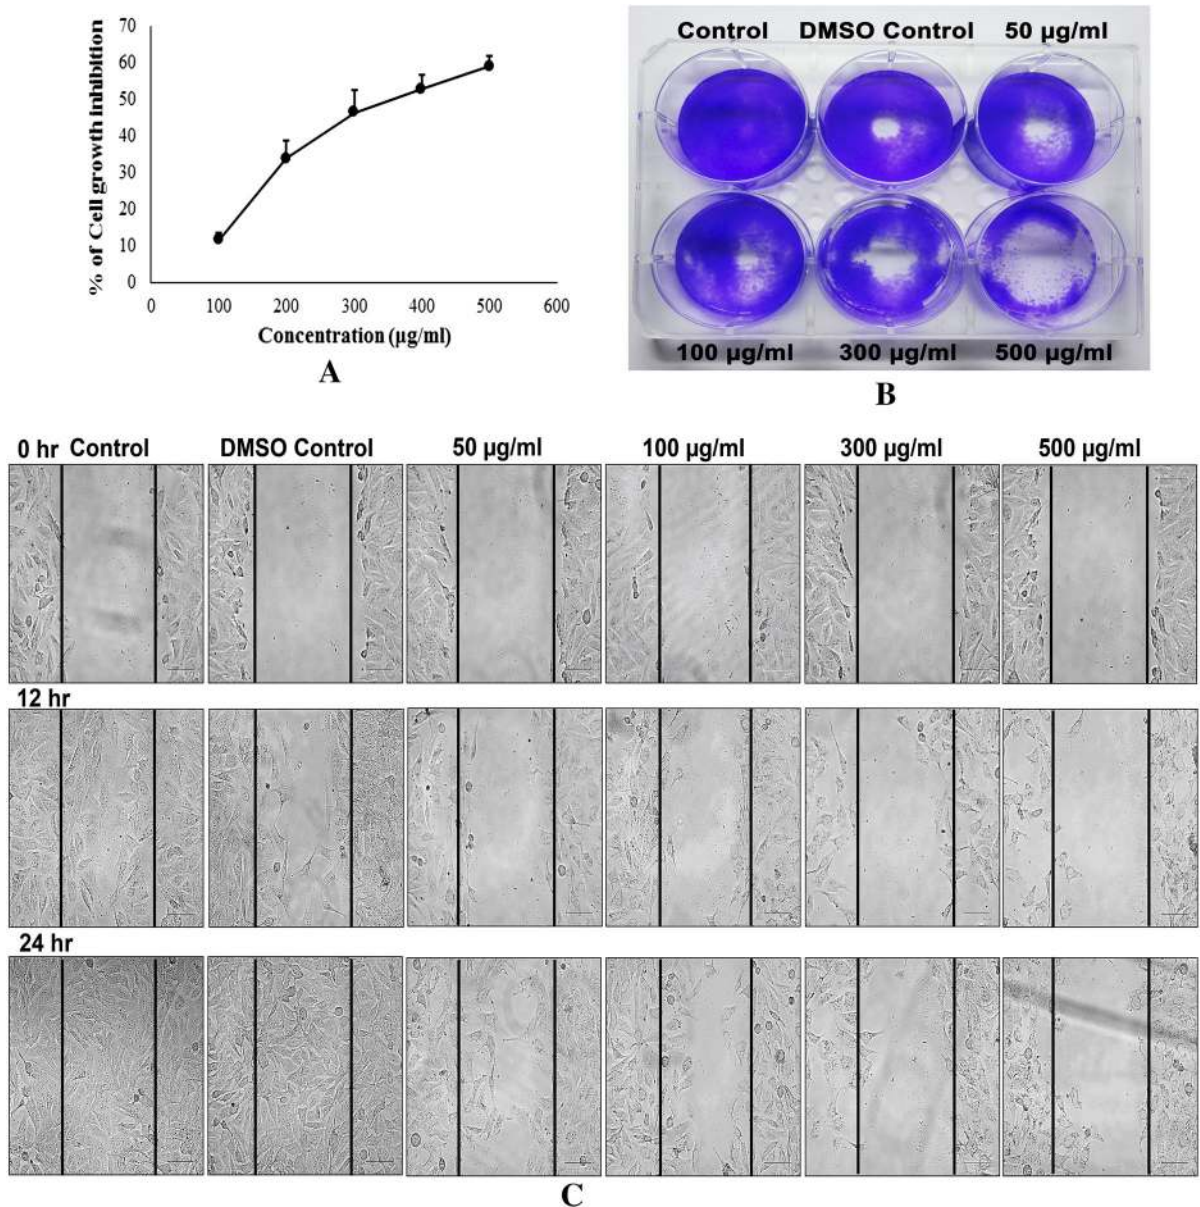 70
60
50
40
30
20
10
0
% of Cell growth inhibition
0 100 200 300 400 500 600
Concentration (µg/ml)
A
Control DMSO Control 50 µg/ml
100 µg/ml 300 µg/ml 500 µg/ml
B
0 hr Control DMSO Control 50 µg/ml 100 µg/ml 300 µg/ml 500 µg/ml
12 hr
24 hr
C